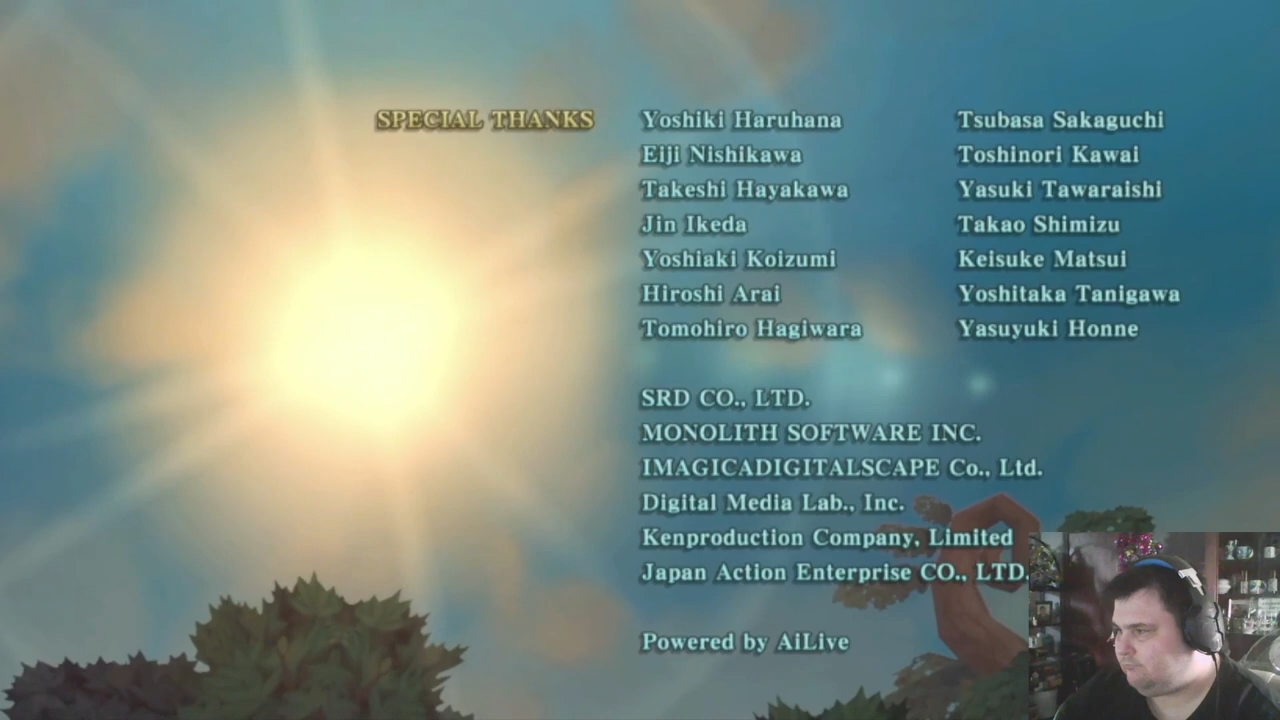 SPECIAL THANKS
Yoshiki Haruhana Tsubasa Sakaguchi
Eiji Nishikawa Toshinori Kawai
Takeshi Hayakawa Yasuki Tawaraishi
Jin Ikeda Takao Shimizu
Yoshiaki Koizumi Keisuke Matsui
Hiroshi Arai Yoshitaka Tanigawa
Tomohiro Hagiwara Yasuyuki Honne
SRD CO., LTD.
MONOLITH SOFTWARE INC.
IMAGICADIGITALSCAPE Co., Ltd.
Digital Media Lab., Inc.
Kenproduction Company, Limited
Japan Action Enterprise CO., LTD.
Powered by AiLive